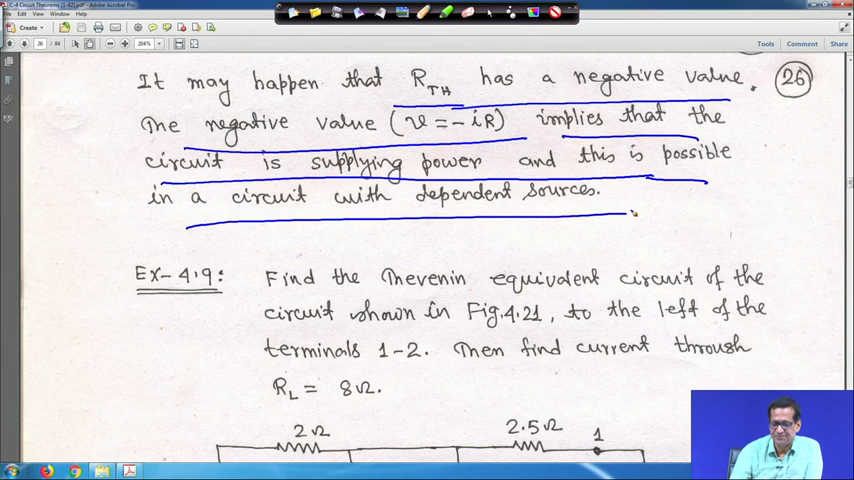 C-4 Circuit Theorems [1-82].pdf - Adobe Acrobat Pro
File Edit View Window Help
Create
26 / 84 204%
Tools Comment Share
It may happen that R_TH has a negative value. 26
The negative value (v = -iR) implies that the
circuit is supplying power and this is possible
in a circuit with dependent sources.
Ex-4.9: Find the Thevenin equivalent circuit of the
circuit shown in Fig.4.21, to the left of the
terminals 1-2. Then find current through
R_L = 8Ω.
2Ω 2.5Ω 1